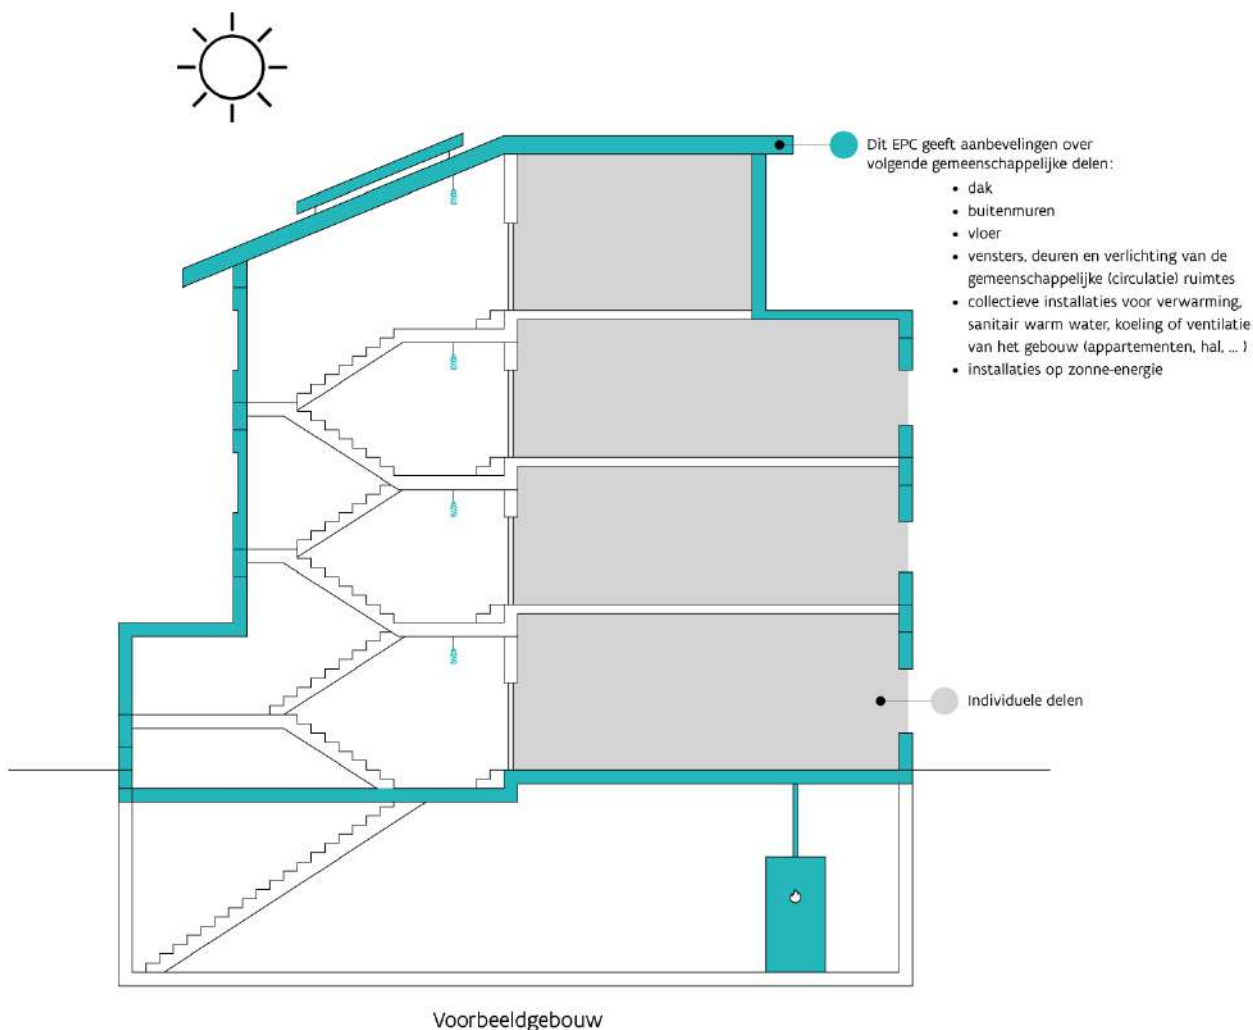 Dit EPC geeft aanbevelingen over
volgende gemeenschappelijke delen:
• dak
• buitenmuren
• vloer
• vensters, deuren en verlichting van de
gemeenschappelijke (circulatie) ruimtes
• collectieve installaties voor verwarming,
sanitair warm water, koeling of ventilatie
van het gebouw (appartementen, hal, ... )
• installaties op zonne-energie
Individuele delen
Voorbeeldgebouw